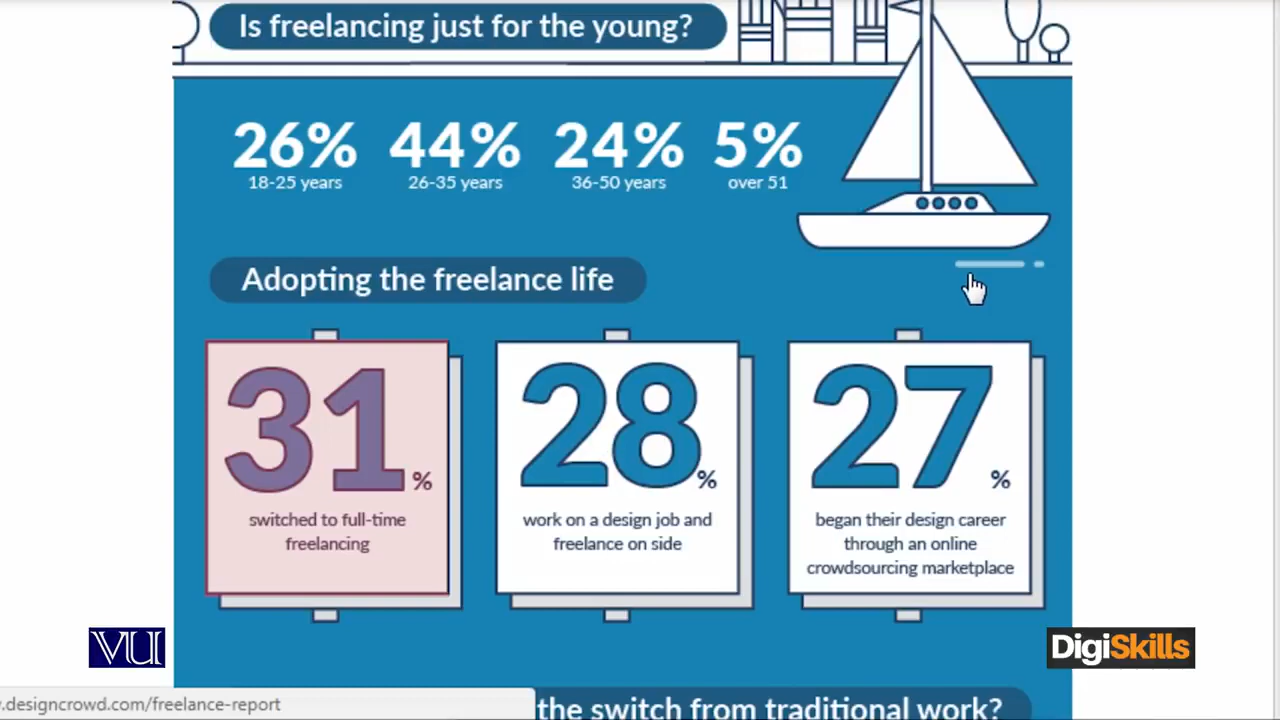 Is freelancing just for the young?
26% 44% 24% 5%
18-25 years 26-35 years 36-50 years over 51
Adopting the freelance life
31%
switched to full-time
freelancing
28%
work on a design job and
freelance on side
27%
began their design career
through an online
crowdsourcing marketplace
VU
DigiSkills
.designcrowd.com/freelance-report
the switch from traditional work?